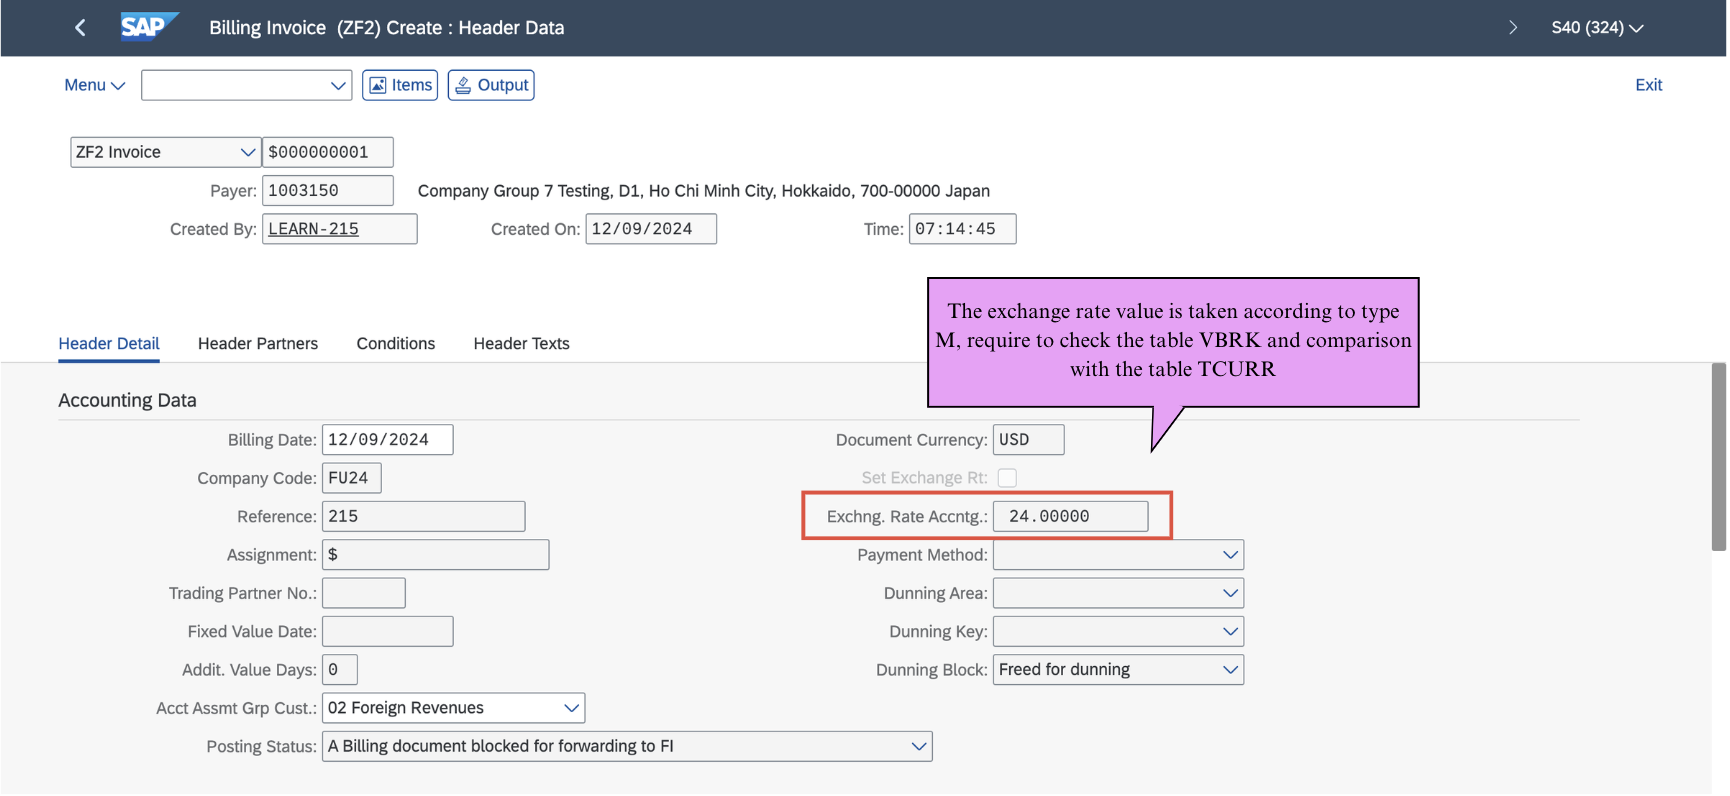 SAP Billing Invoice (ZF2) Create : Header Data S40 (324)
Menu Items Output Exit
ZF2 Invoice $000000001
Payer: 1003150 Company Group 7 Testing, D1, Ho Chi Minh City, Hokkaido, 700-00000 Japan
Created By: LEARN-215 Created On: 12/09/2024 Time: 07:14:45
The exchange rate value is taken according to type
M, require to check the table VBRK and comparison
with the table TCURR
Header Detail Header Partners Conditions Header Texts
Accounting Data
Billing Date: 12/09/2024 Document Currency: USD
Company Code: FU24 Set Exchange Rt:
Reference: 215 Exchng. Rate Accntg.: 24.00000
Assignment: $ Payment Method:
Trading Partner No.: Dunning Area:
Fixed Value Date: Dunning Key:
Addit. Value Days: 0 Dunning Block: Freed for dunning
Acct Assmt Grp Cust.: 02 Foreign Revenues
Posting Status: A Billing document blocked for forwarding to FI